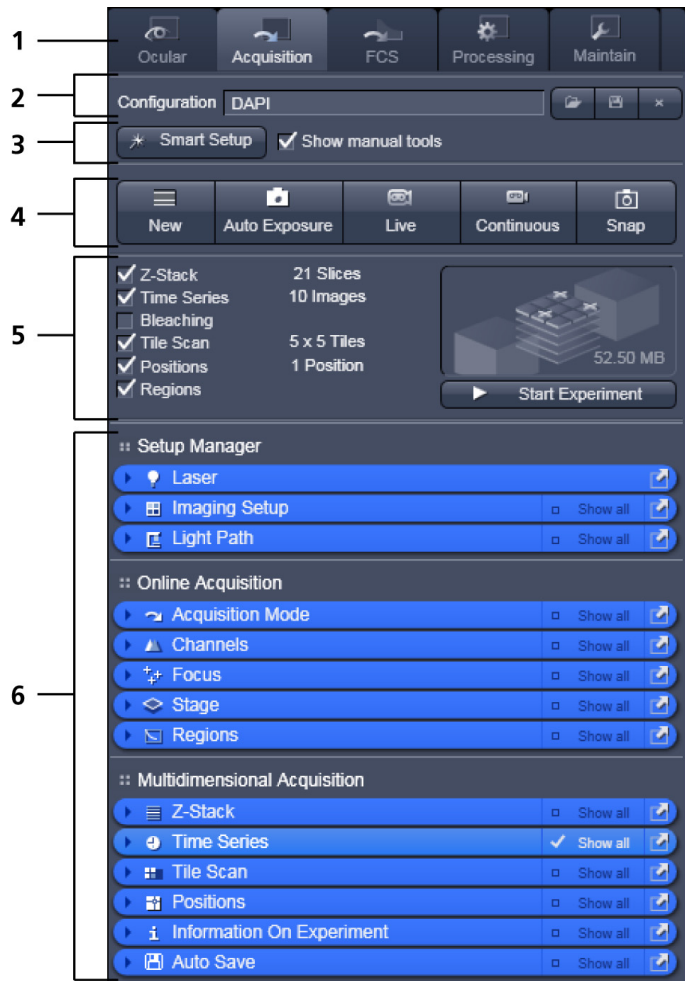 1
Ocular Acquisition FCS Processing Maintain
2
Configuration DAPI
3
Smart Setup Show manual tools
4
New Auto Exposure Live Continuous Snap
5
Z-Stack 21 Slices
Time Series 10 Images
Bleaching
Tile Scan 5 x 5 Tiles
Positions 1 Position
52.50 MB
Regions
Start Experiment
6
Setup Manager
Laser
Imaging Setup Show all
Light Path Show all
Online Acquisition
Acquisition Mode Show all
Channels Show all
Focus Show all
Stage Show all
Regions Show all
Multidimensional Acquisition
Z-Stack Show all
Time Series Show all
Tile Scan Show all
Positions Show all
Information On Experiment Show all
Auto Save Show all